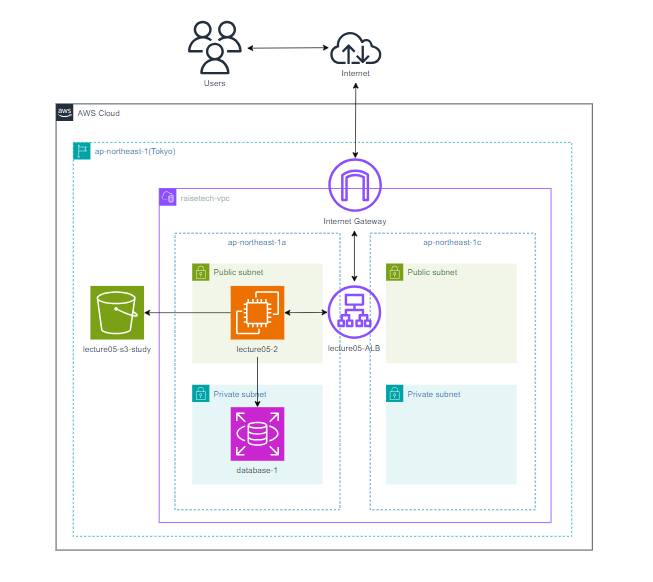 Users
Internet
aws
AWS Cloud
ap-northeast-1(Tokyo)
raisetech-vpc
Internet Gateway
ap-northeast-1a
ap-northeast-1c
Public subnet
Public subnet
lecture05-s3-study
lecture05-2
lecture05-ALB
Private subnet
Private subnet
database-1